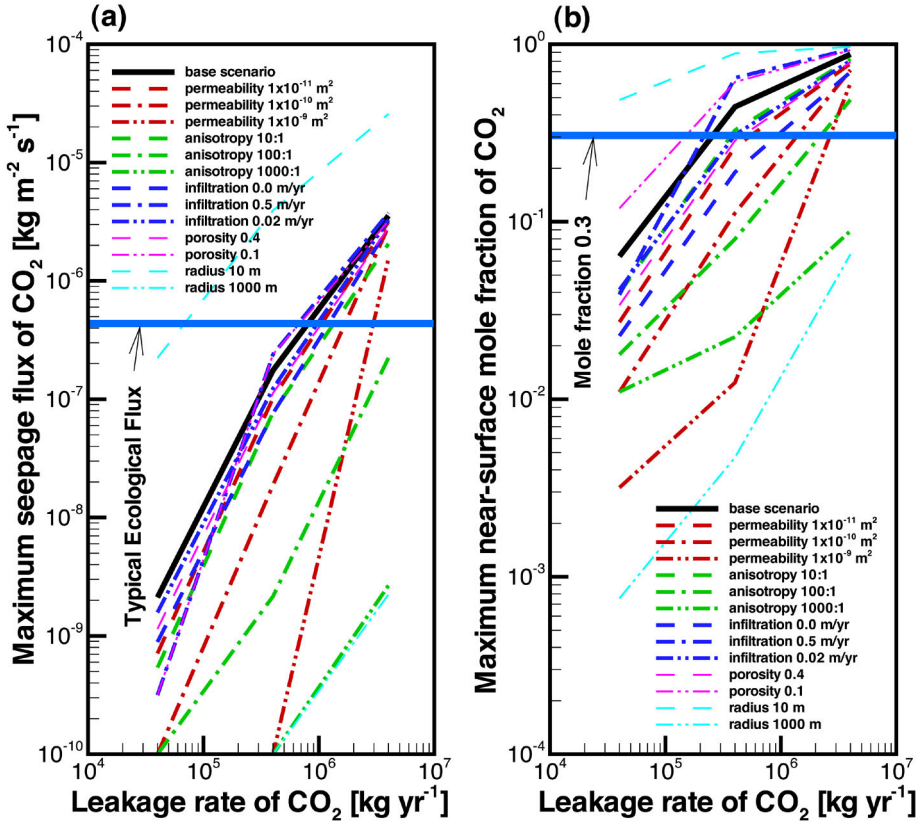 (a)
Maximum seepage flux of CO₂ [kg m⁻² s⁻¹]
10⁻⁴
10⁻⁵
10⁻⁶
10⁻⁷
10⁻⁸
10⁻⁹
10⁻¹⁰
base scenario
permeability 1x10⁻¹¹ m²
permeability 1x10⁻¹⁰ m²
permeability 1x10⁻⁹ m²
anisotropy 10:1
anisotropy 100:1
anisotropy 1000:1
infiltration 0.0 m/yr
infiltration 0.5 m/yr
infiltration 0.02 m/yr
porosity 0.4
porosity 0.1
radius 10 m
radius 1000 m
Typical Ecological Flux
10⁴
10⁵
10⁶
10⁷
Leakage rate of CO₂ [kg yr⁻¹]
(b)
Maximum near-surface mole fraction of CO₂
10⁰
10⁻¹
10⁻²
10⁻³
10⁻⁴
Mole fraction 0.3
base scenario
permeability 1x10⁻¹¹ m²
permeability 1x10⁻¹⁰ m²
permeability 1x10⁻⁹ m²
anisotropy 10:1
anisotropy 100:1
anisotropy 1000:1
infiltration 0.0 m/yr
infiltration 0.5 m/yr
infiltration 0.02 m/yr
porosity 0.4
porosity 0.1
radius 10 m
radius 1000 m
10⁴
10⁵
10⁶
10⁷
Leakage rate of CO₂ [kg yr⁻¹]